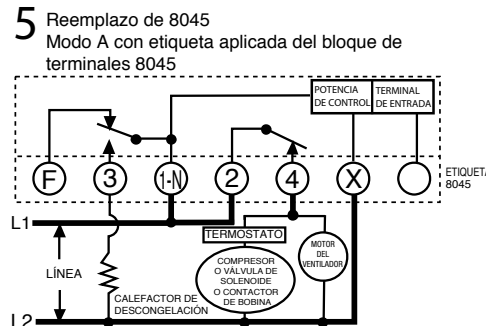 5 Reemplazo de 8045
Modo A con etiqueta aplicada del bloque de
terminales 8045
POTENCIA
DE CONTROL
TERMINAL
DE ENTRADA
F 3 1-N 2 4 X
ETIQUETA
8045
L1
TERMOSTATO
LÍNEA
COMPRESOR
O VÁLVULA DE
SOLENOIDE
O CONTACTOR
DE BOBINA
MOTOR
DEL
VENTILADOR
CALEFACTOR DE
DESCONGELACIÓN
L2